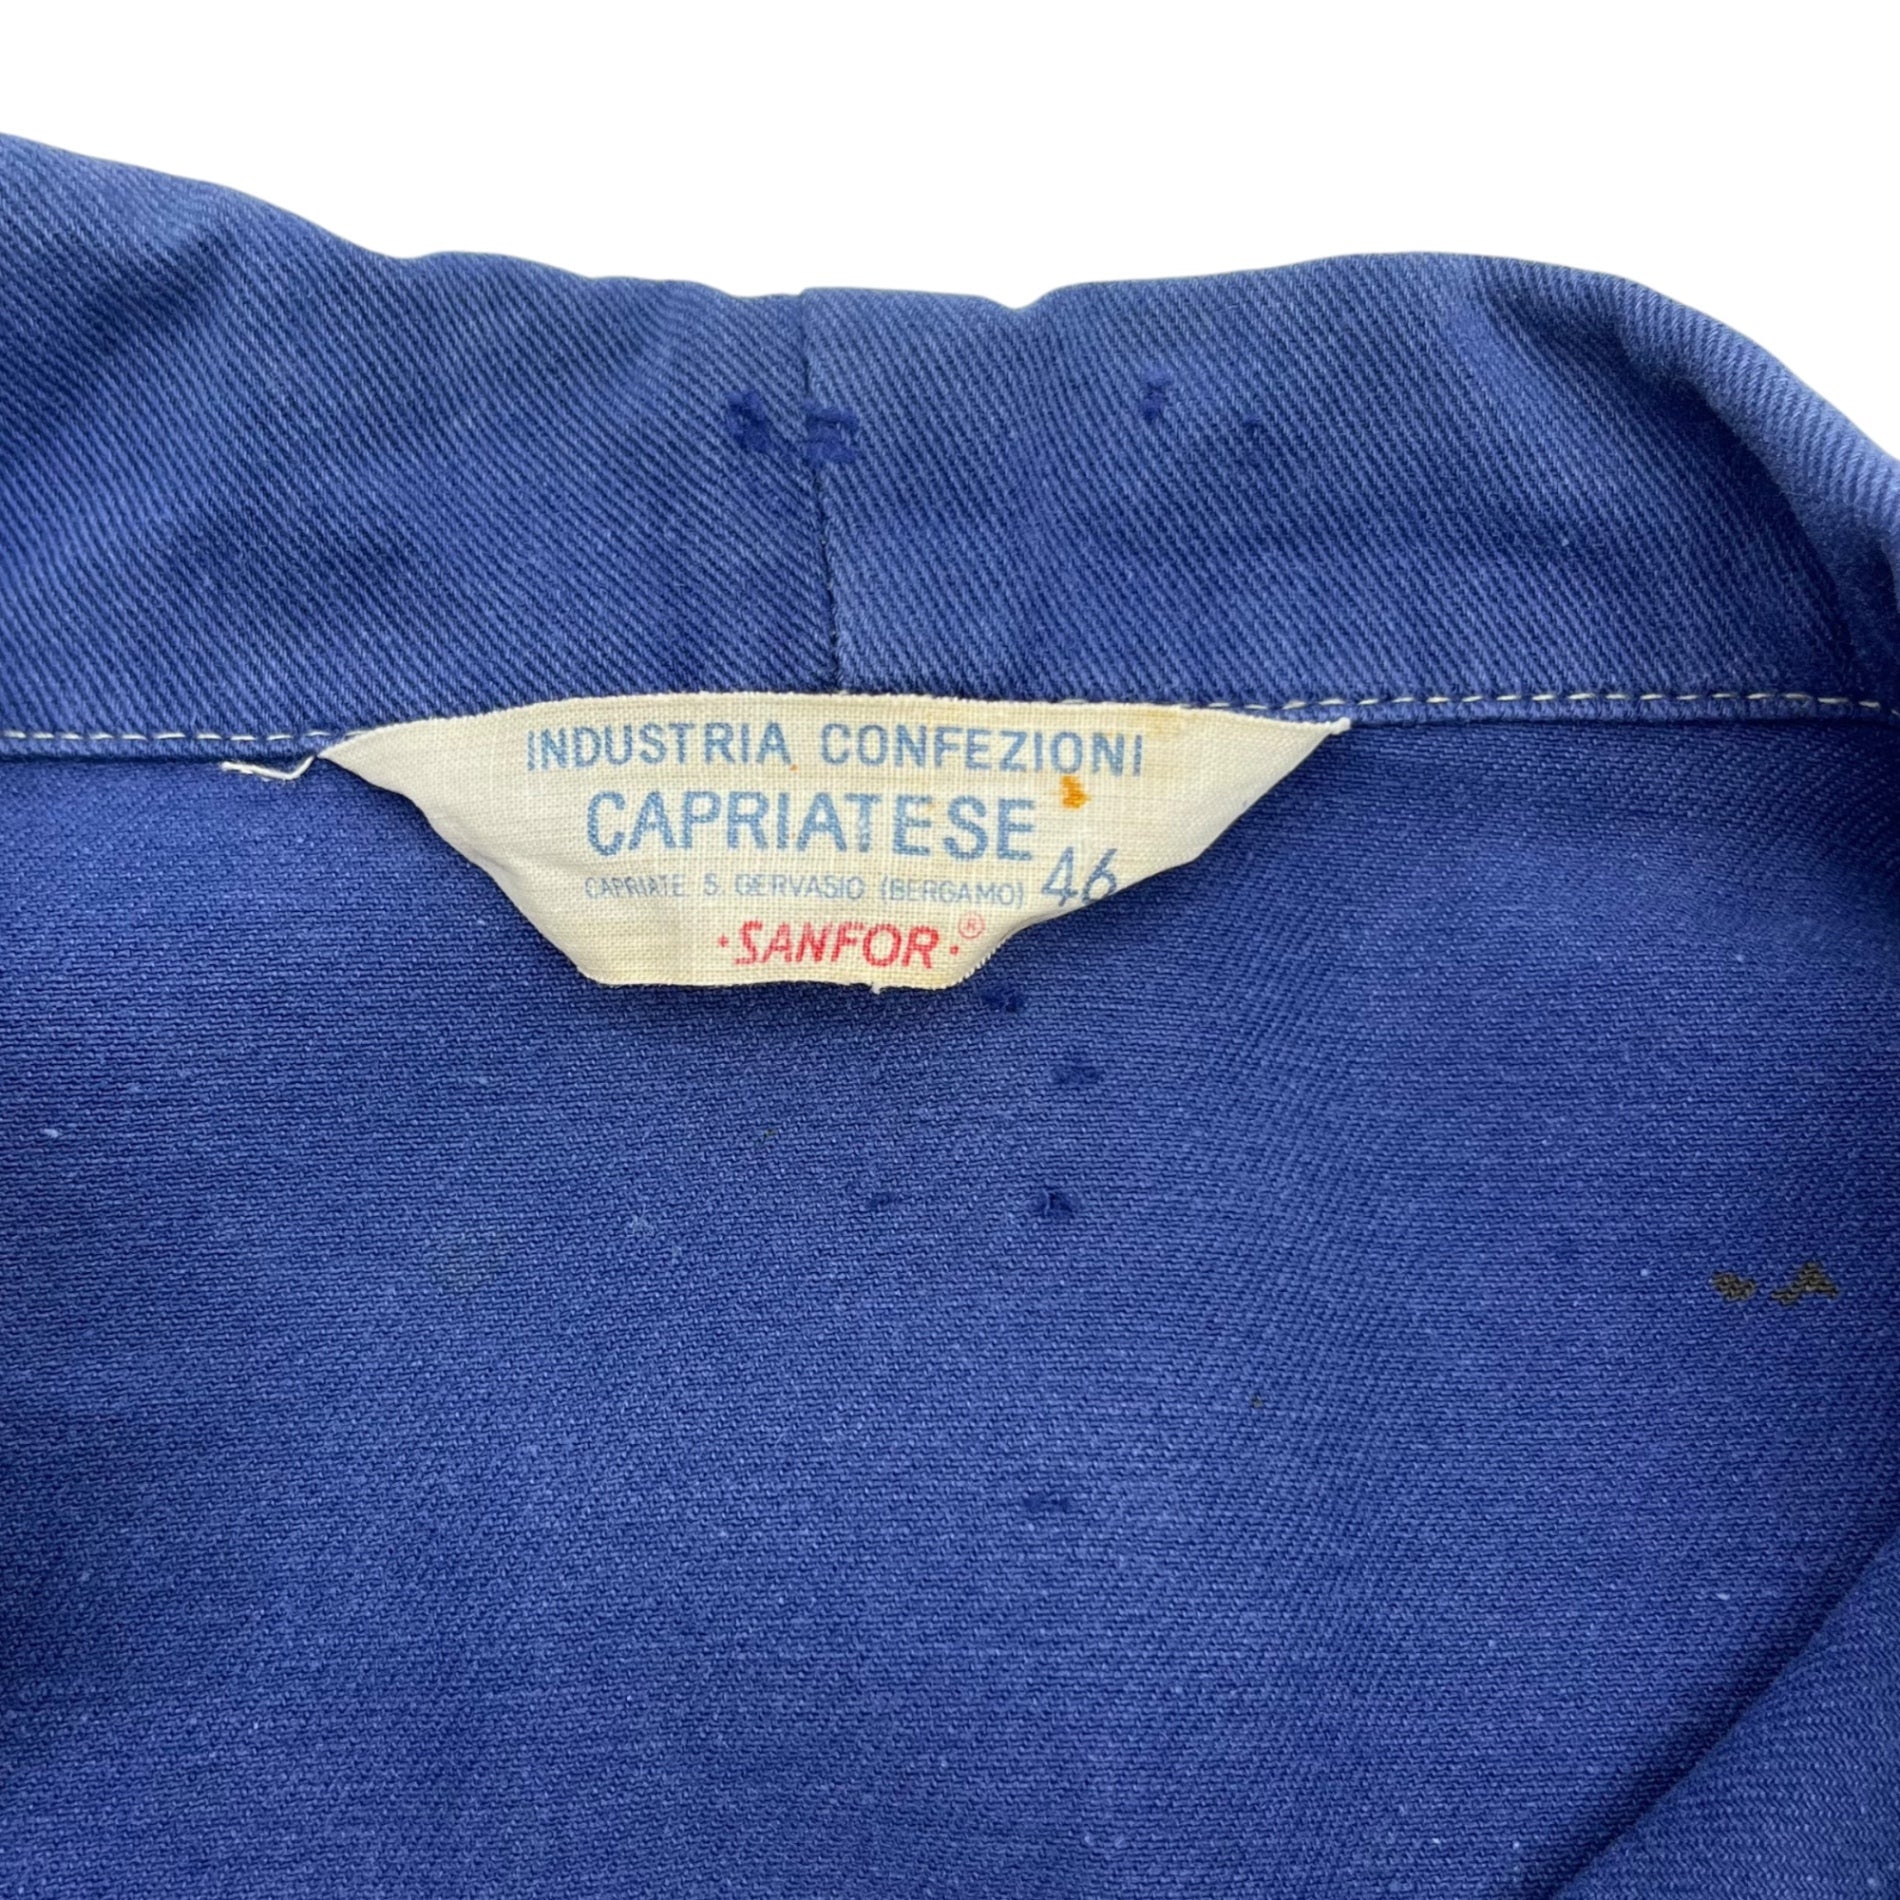 INDUSTRIA CONFEZIONI
CAPRIATESE
CAPRIATE S. GERVASIO (BERGAMO) 46
·SANFOR·®